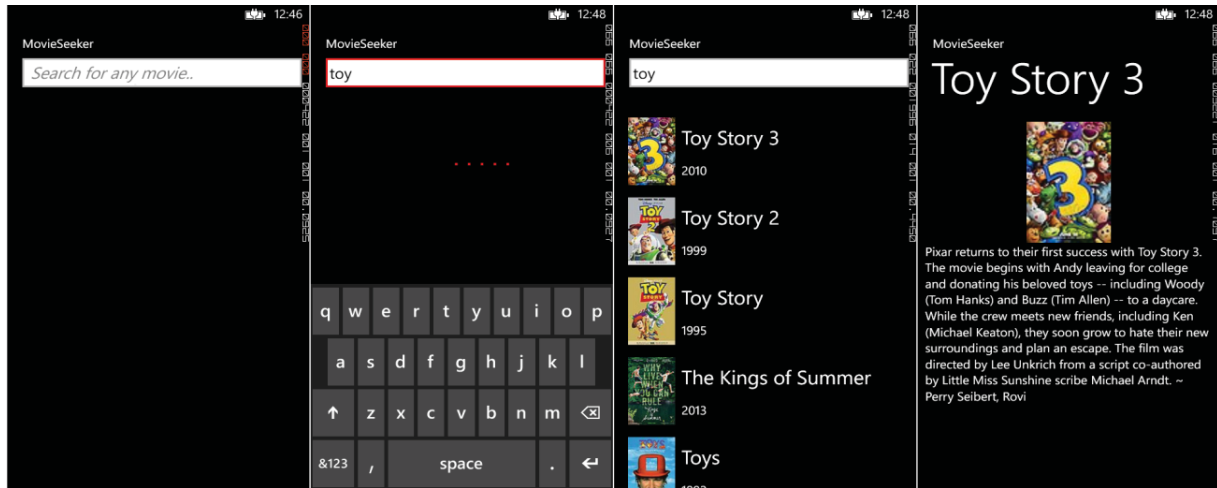 12:46
MovieSeeker
Search for any movie..
12:48
MovieSeeker
toy
q w e r t y u i o p
a s d f g h j k l
z x c v b n m
&123 , space .
12:48
MovieSeeker
toy
Toy Story 3
2010
Toy Story 2
1999
Toy Story
1995
The Kings of Summer
2013
Toys
12:48
MovieSeeker
Toy Story 3
3
Pixar returns to their first success with Toy Story 3.
The movie begins with Andy leaving for college
and donating his beloved toys -- including Woody
(Tom Hanks) and Buzz (Tim Allen) -- to a daycare.
While the crew meets new friends, including Ken
(Michael Keaton), they soon grow to hate their new
surroundings and plan an escape. The film was
directed by Lee Unkrich from a script co-authored
by Little Miss Sunshine scribe Michael Arndt. ~
Perry Seibert, Rovi